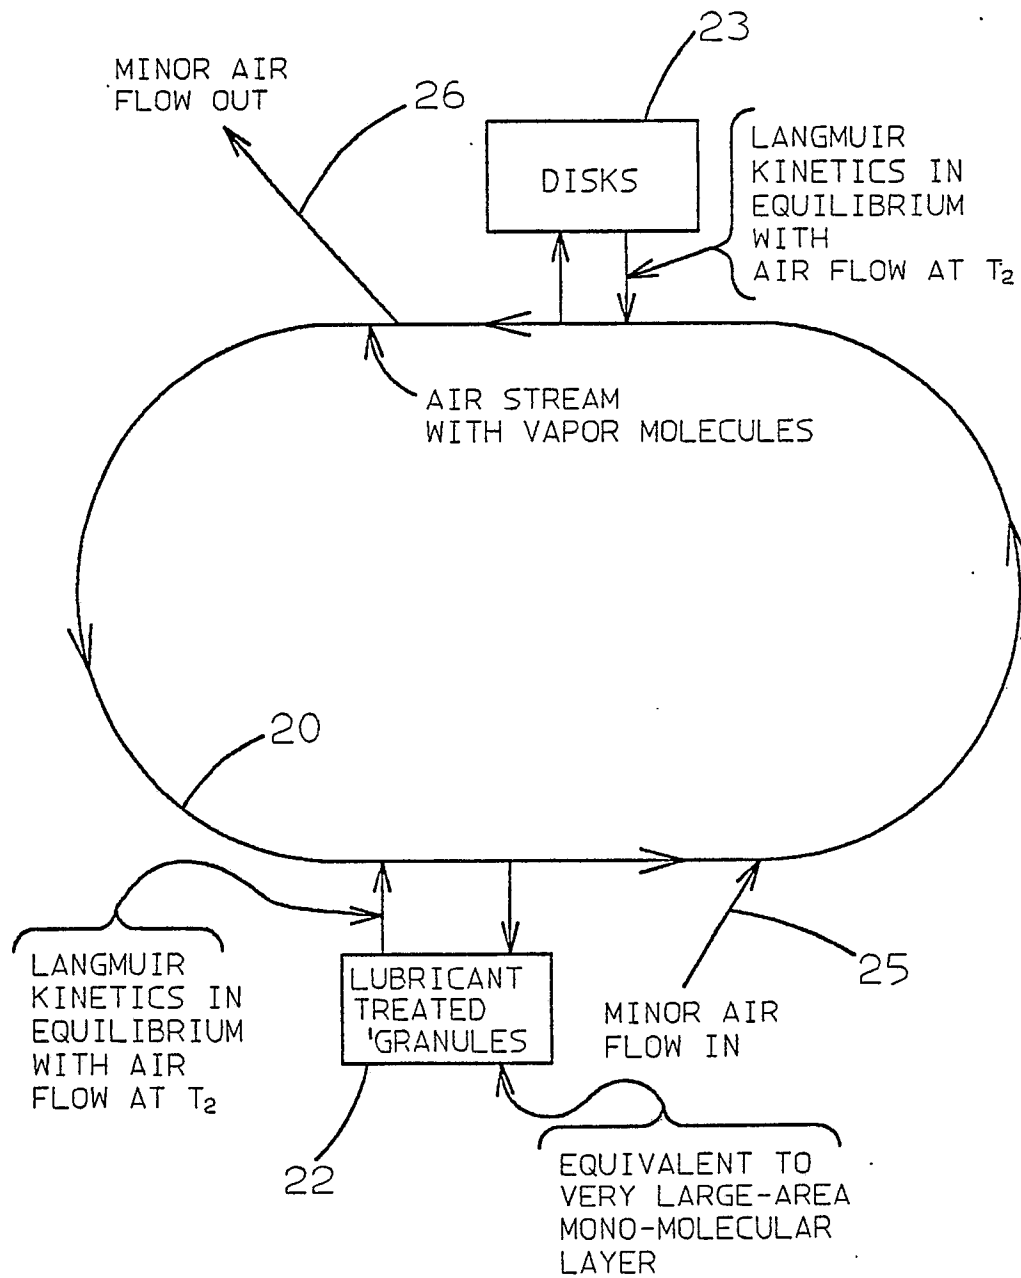 23
MINOR AIR
FLOW OUT
26
DISKS
LANGMUIR
KINETICS IN
EQUILIBRIUM
WITH
AIR FLOW AT T₂
AIR STREAM
WITH VAPOR MOLECULES
20
LANGMUIR
KINETICS IN
EQUILIBRIUM
WITH AIR
FLOW AT T₂
LUBRICANT
TREATED
'GRANULES
25
MINOR AIR
FLOW IN
22
EQUIVALENT TO
VERY LARGE-AREA
MONO-MOLECULAR
LAYER